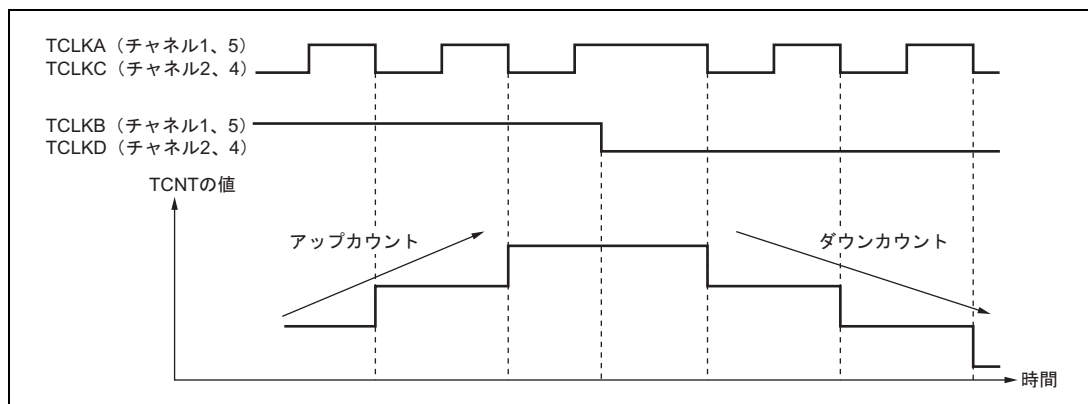 TCLKA（チャネル1、5）
TCLKC（チャネル2、4）
TCLKB（チャネル1、5）
TCLKD（チャネル2、4）
TCNTの値
アップカウント
ダウンカウント
時間